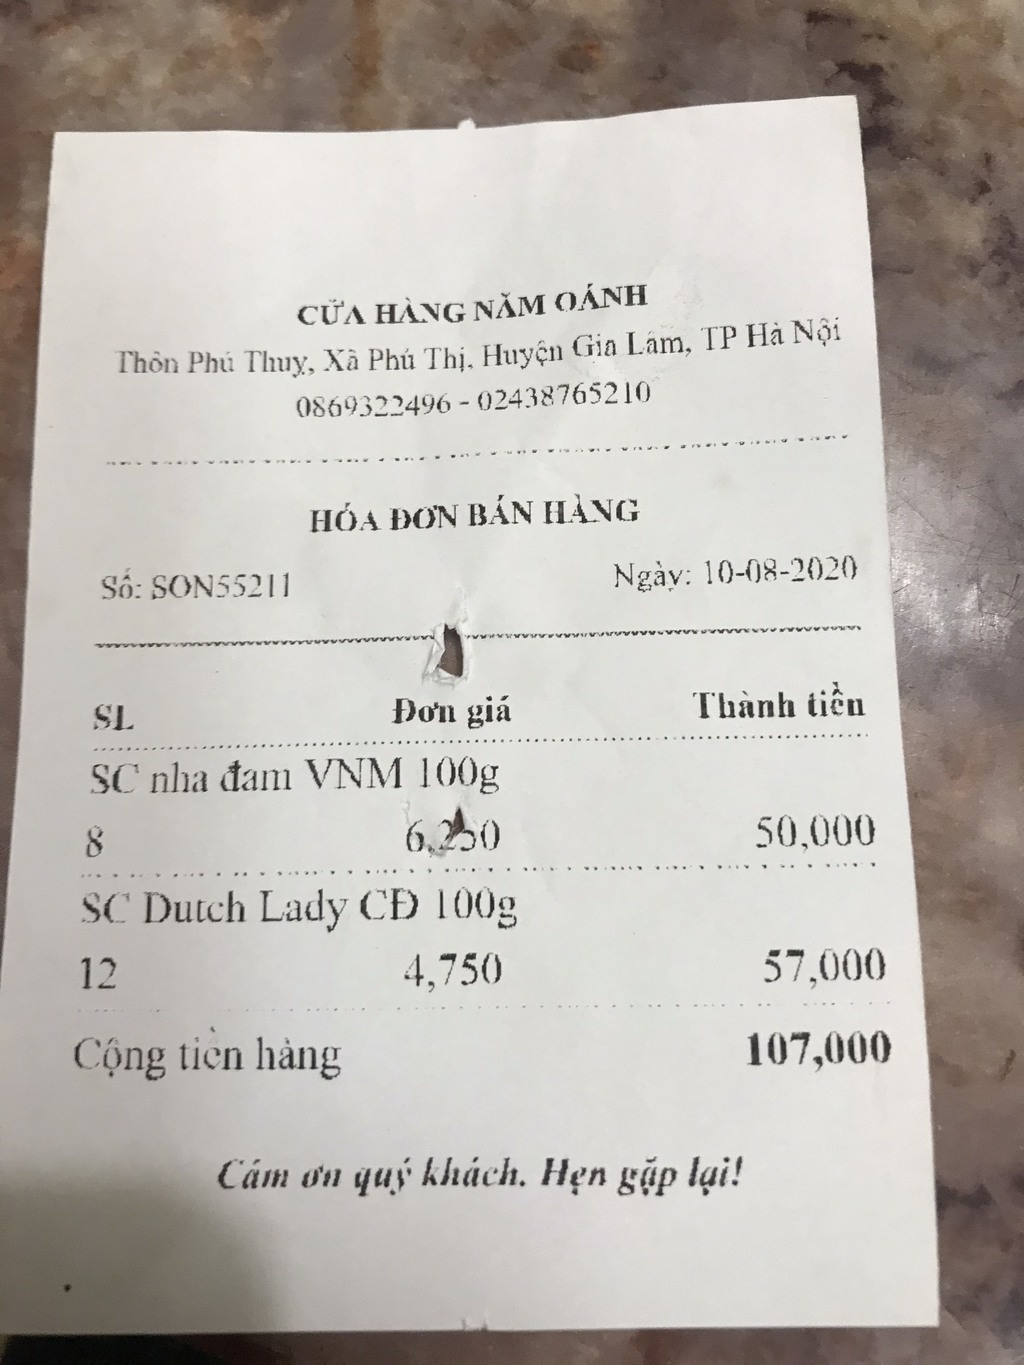 CỬA HÀNG NĂM OÁNH
Thôn Phú Thuỵ, Xã Phú Thị, Huyện Gia Lâm, TP Hà Nội
0869322496 - 02438765210
HÓA ĐƠN BÁN HÀNG
Số: SON55211 Ngày: 10-08-2020
SL Đơn giá Thành tiền
SC nha đam VNM 100g
8 6,250 50,000
SC Dutch Lady CĐ 100g
12 4,750 57,000
Cộng tiền hàng 107,000
Cám ơn quý khách. Hẹn gặp lại!